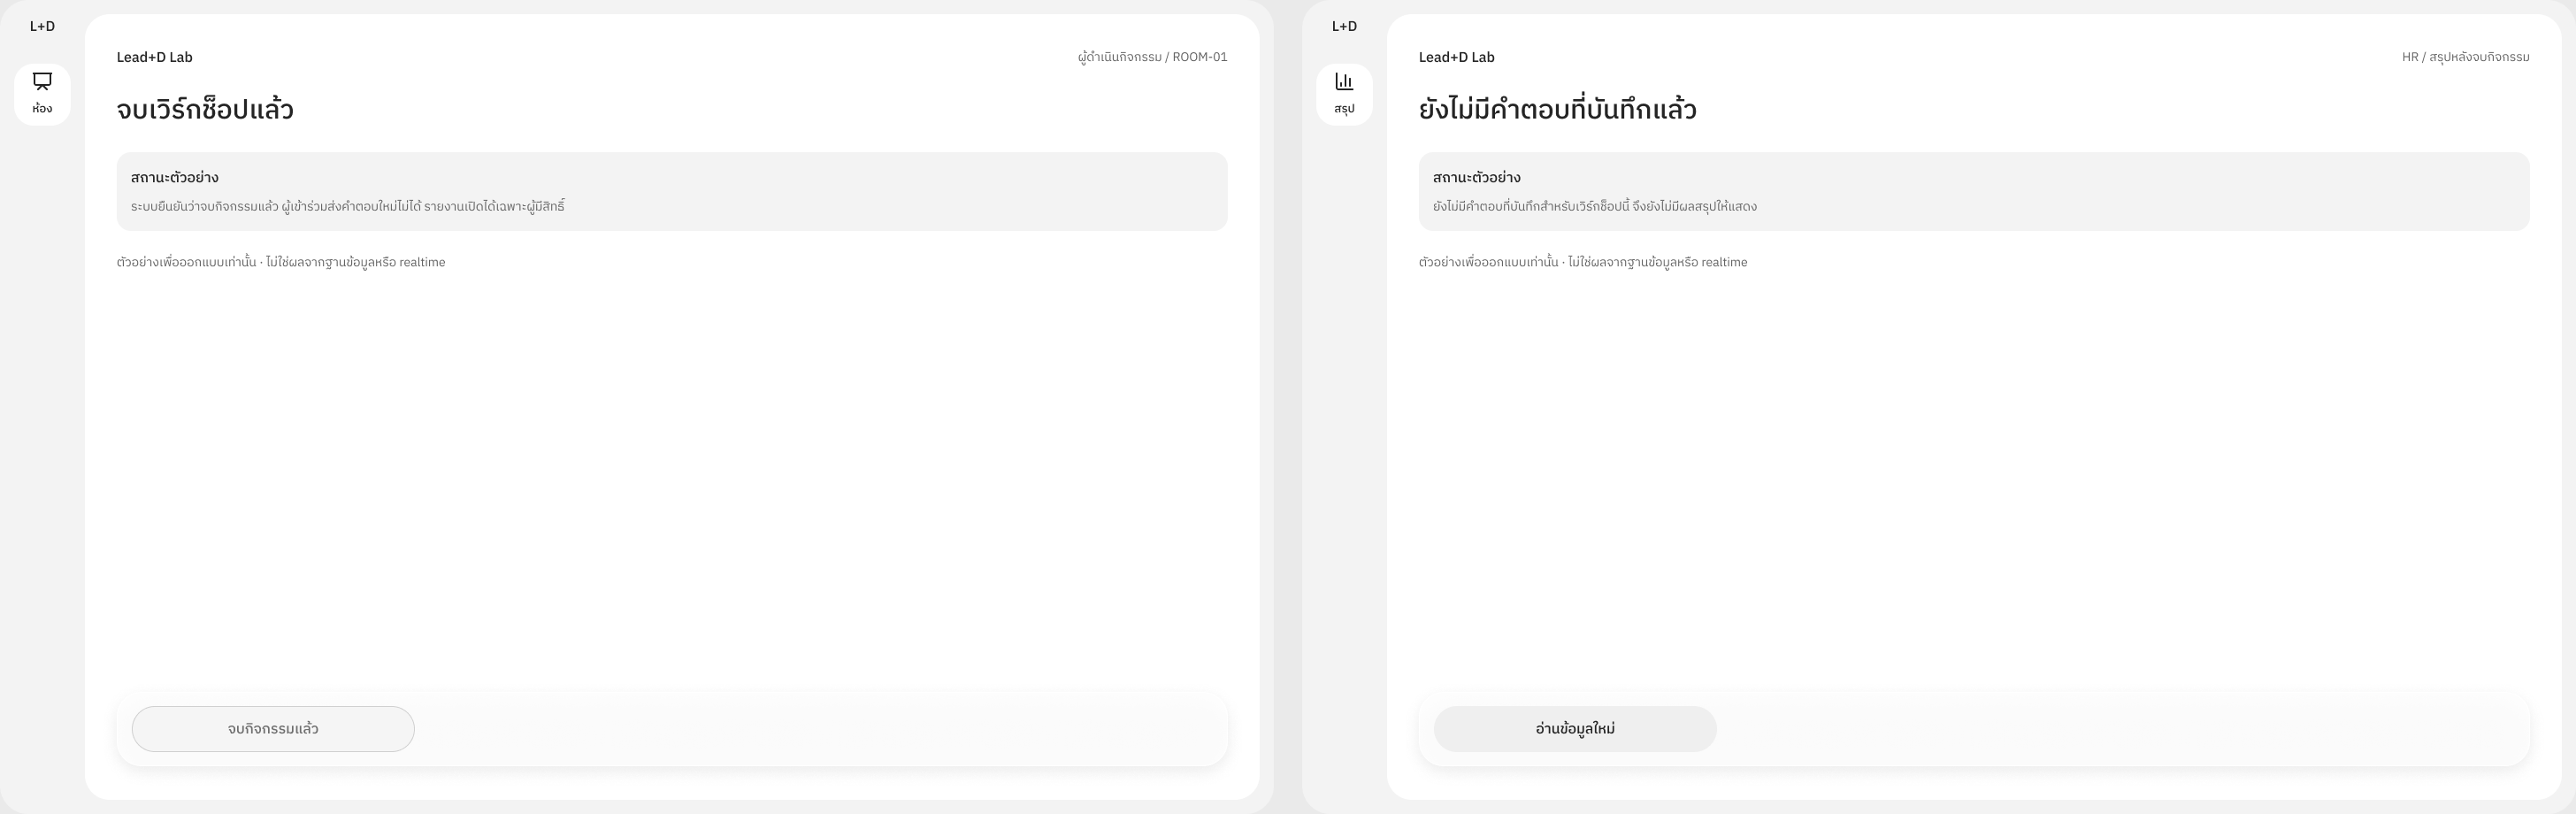 L+D
ห้อง
Lead+D Lab
ผู้ดำเนินกิจกรรม / ROOM-01
จบเวิร์กช็อปแล้ว
สถานะตัวอย่าง
ระบบยืนยันว่าจบกิจกรรมแล้ว ผู้เข้าร่วมส่งคำตอบใหม่ไม่ได้ รายงานเปิดได้เฉพาะผู้มีสิทธิ์
ตัวอย่างเพื่อออกแบบเท่านั้น · ไม่ใช่ผลจากฐานข้อมูลหรือ realtime
จบกิจกรรมแล้ว
L+D
สรุป
Lead+D Lab
HR / สรุปหลังจบกิจกรรม
ยังไม่มีคำตอบที่บันทึกแล้ว
สถานะตัวอย่าง
ยังไม่มีคำตอบที่บันทึกสำหรับเวิร์กช็อปนี้ จึงยังไม่มีผลสรุปให้แสดง
ตัวอย่างเพื่อออกแบบเท่านั้น · ไม่ใช่ผลจากฐานข้อมูลหรือ realtime
อ่านข้อมูลใหม่